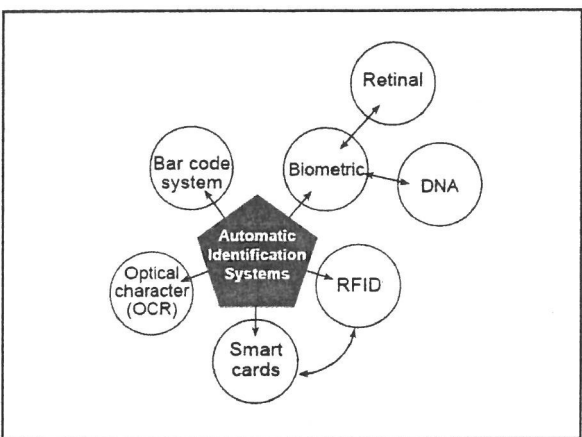 Retinal
Bar code
system
Biometric
DNA
Automatic
Identification
Systems
Optical
character
(OCR)
RFID
Smart
cards